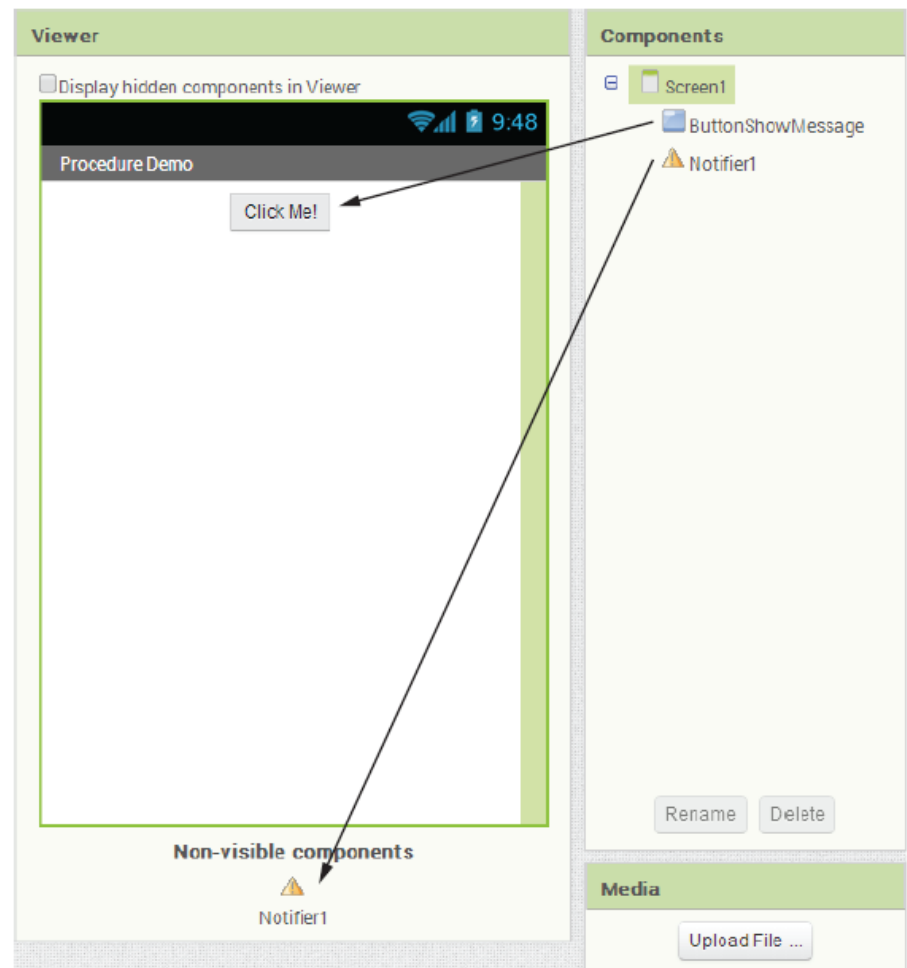 Viewer
Display hidden components in Viewer
9:48
Procedure Demo
Click Me!
Non-visible components
Notifier1
Components
Screen1
ButtonShowMessage
Notifier1
Rename Delete
Media
Upload File ...